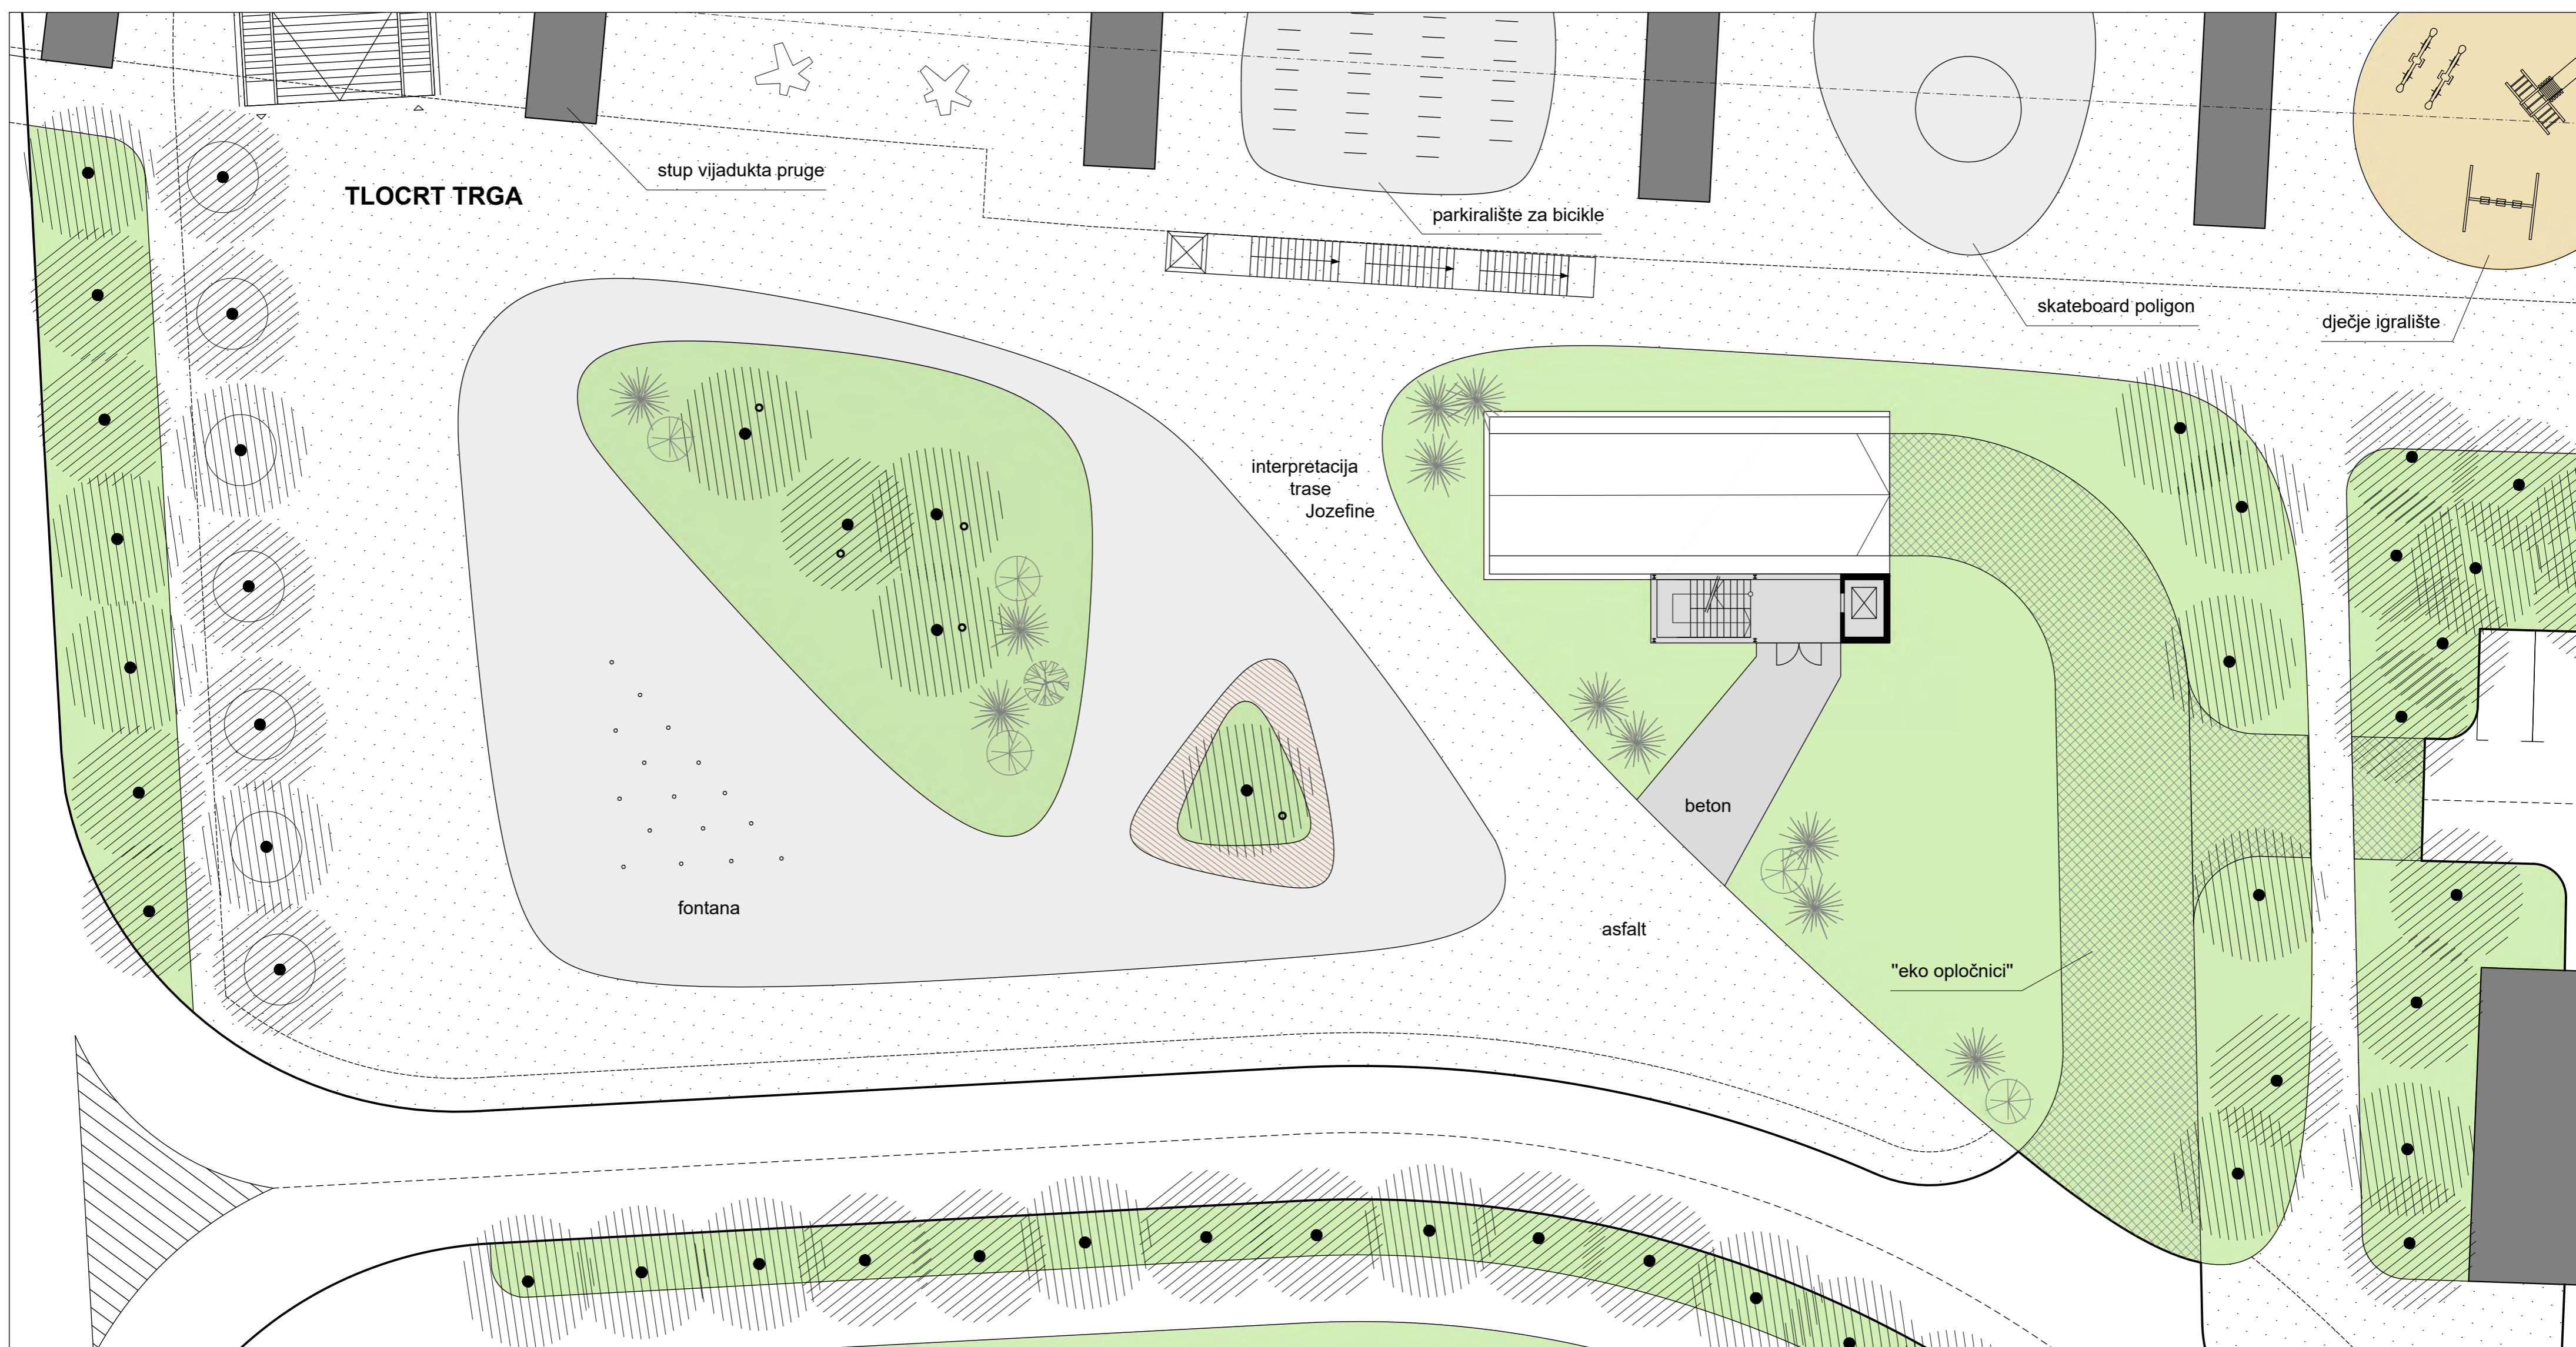 stup vijadukta pruge
TLOCRT TRGA
parkiralište za bicikle
skateboard poligon
dječje igralište
interpretacija
trase
Jozefine
beton
fontana
asfalt
"eko opločnici"